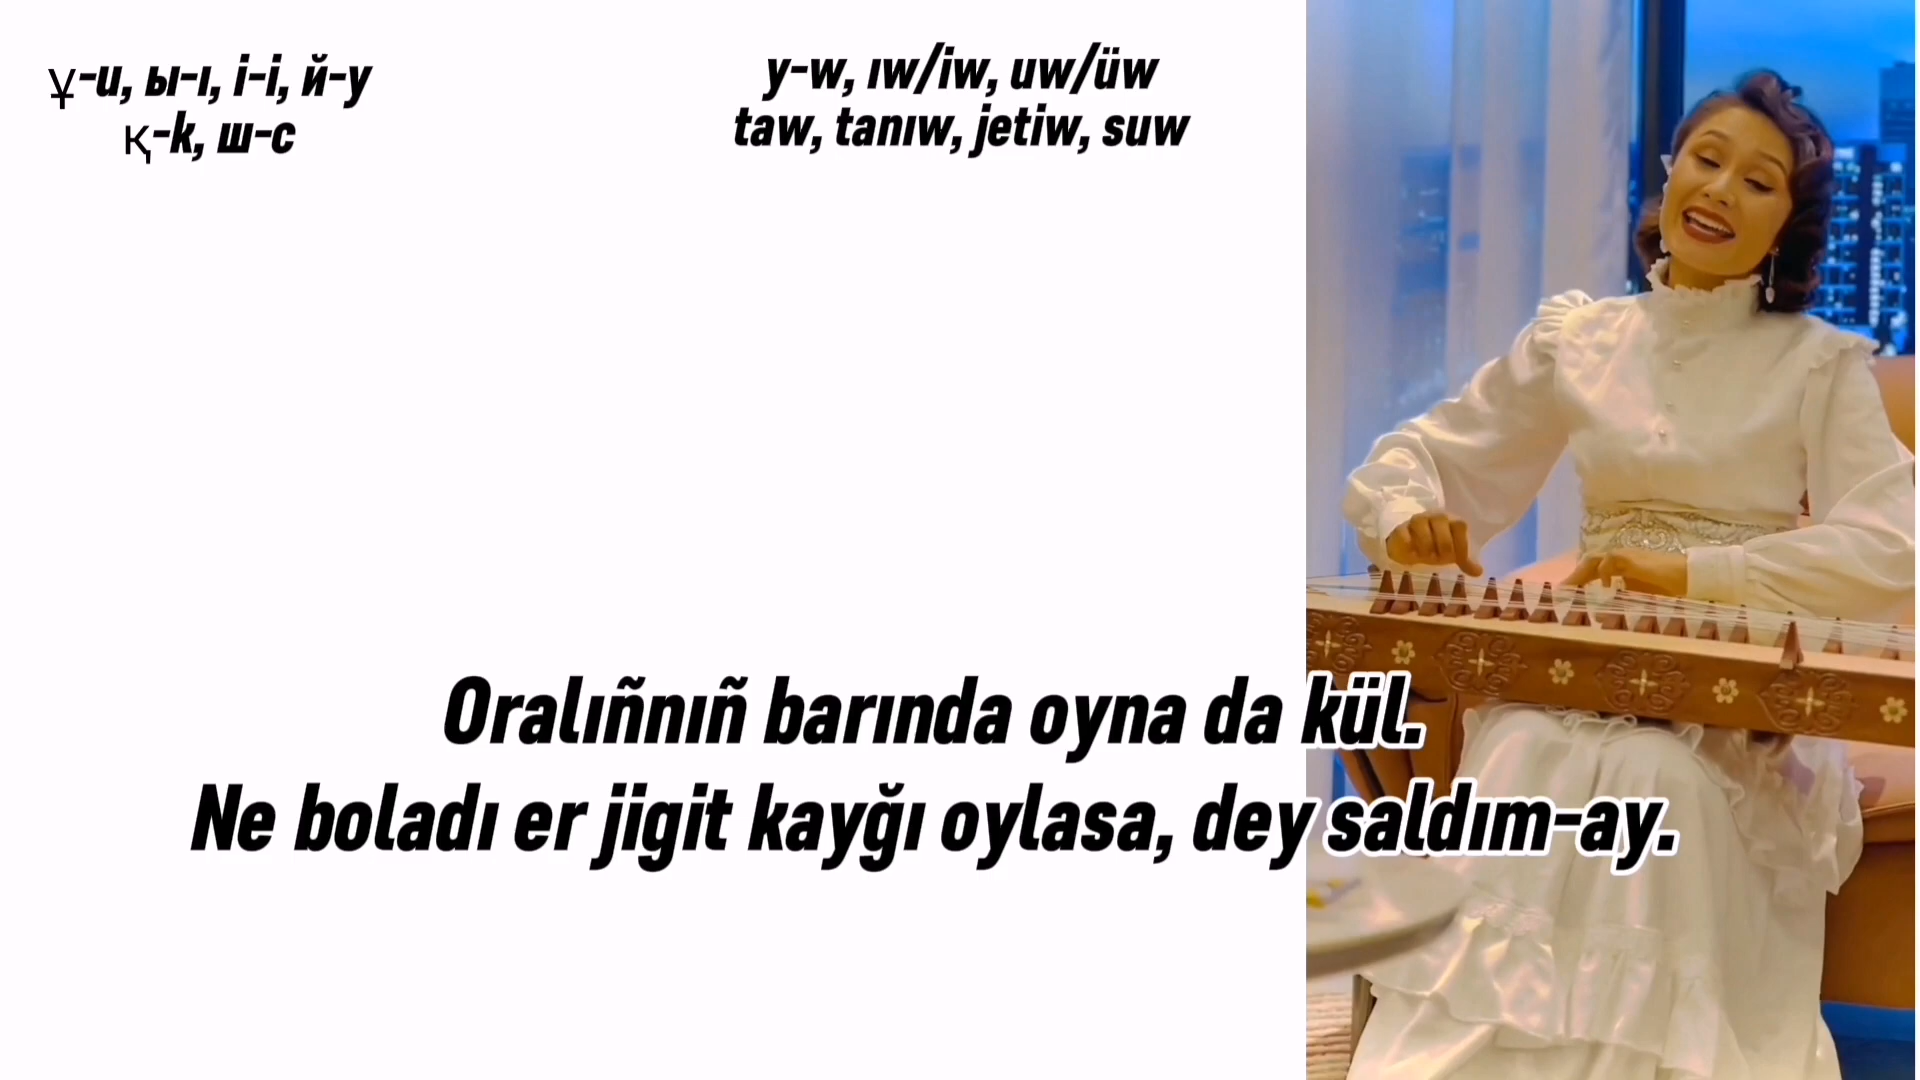 ұ-u, ы-ı, і-i, й-y
қ-k, ш-c
у-w, ıw/iw, uw/üw
taw, tanıw, jetiw, suw
Oralıñnıñ barında oyna da kül.
Ne boladı er jigit kayğı oylasa, dey saldım-ay.